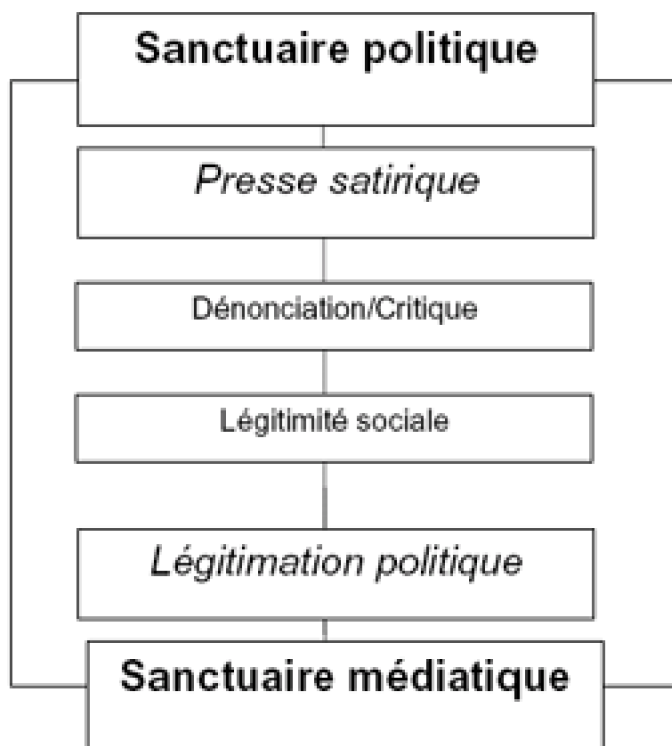 Sanctuaire politique
Presse satirique
Dénonciation/Critique
Légitimité sociale
Légitimation politique
Sanctuaire médiatique